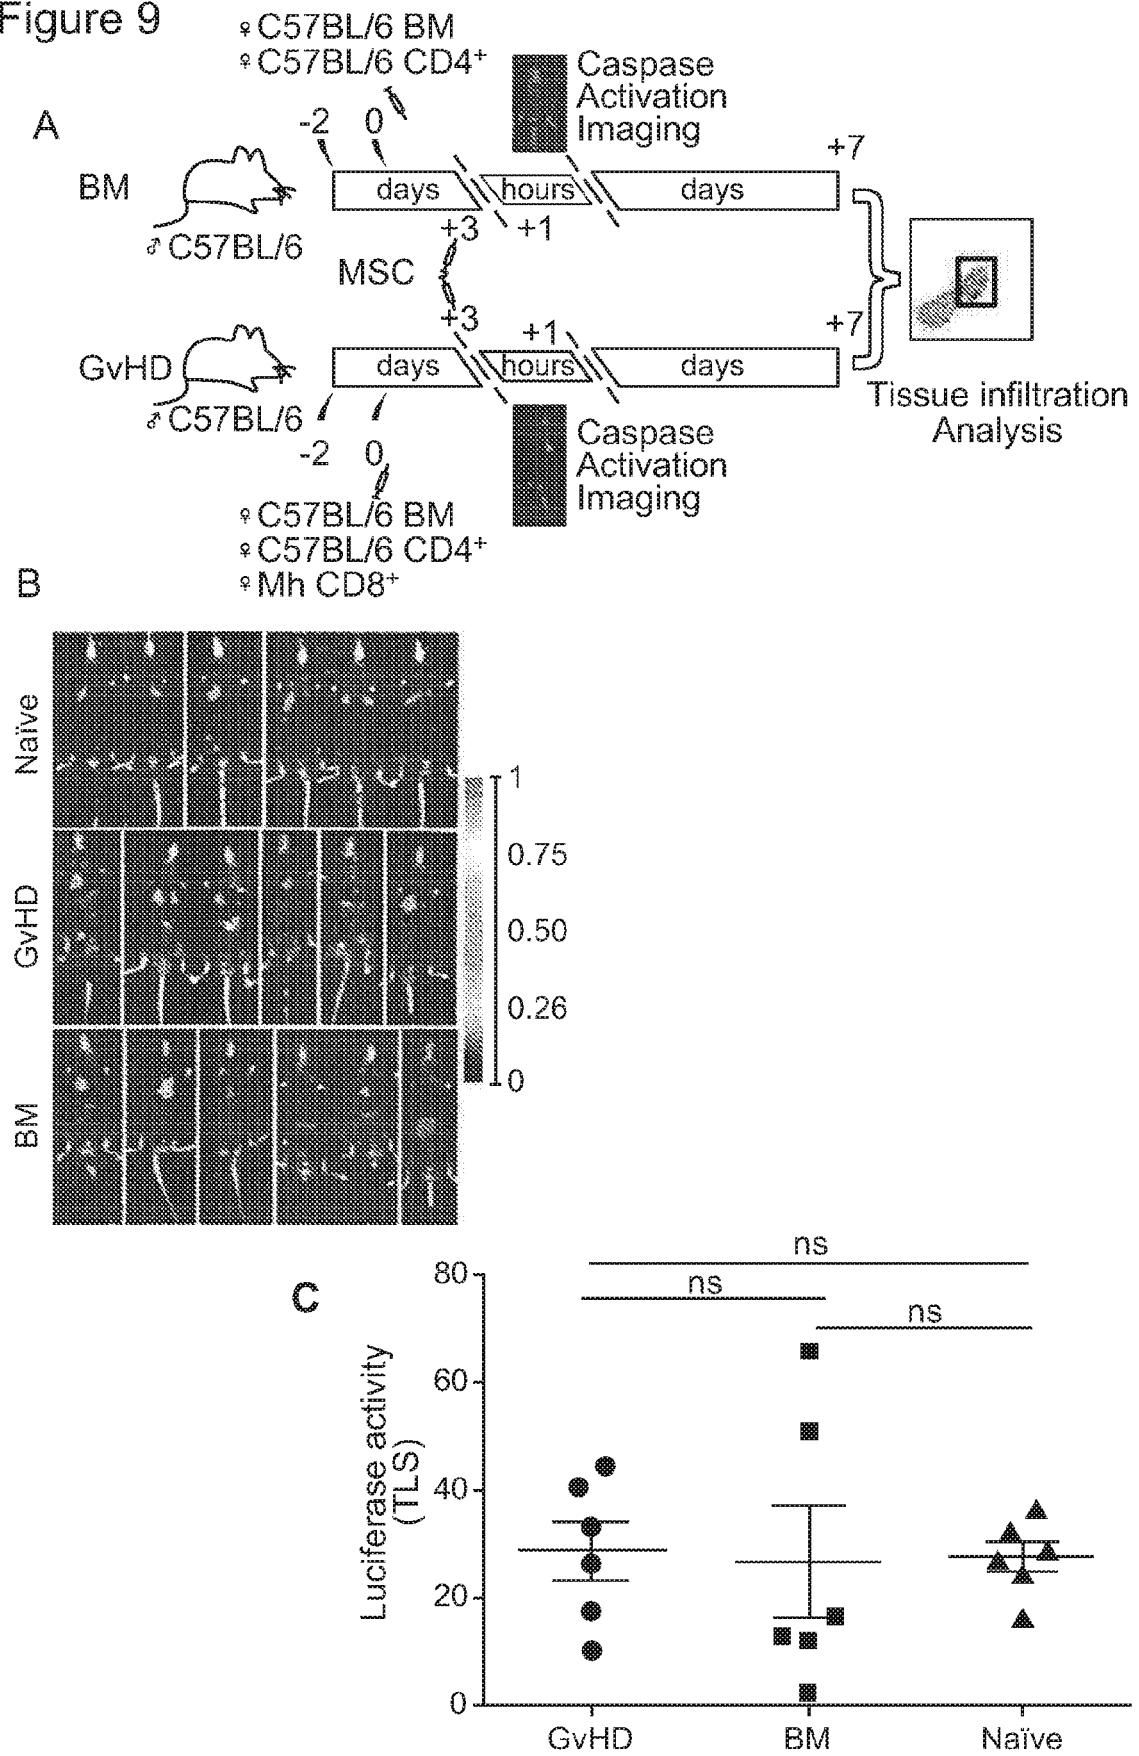 Figure 9
♀ C57BL/6 BM
♀ C57BL/6 CD4+
Caspase
Activation
Imaging
A
-2 0
+7
BM
days hours days
♂ C57BL/6
+3 +1
MSC
+3 +1 +7
GvHD
days hours days
♂ C57BL/6
Tissue infiltration
Analysis
-2 0
Caspase
Activation
Imaging
♀ C57BL/6 BM
♀ C57BL/6 CD4+
♀ Mh CD8+
B
Naïve
GvHD
BM
1
0.75
0.50
0.26
0
C
ns
ns
ns
Luciferase activity
(TLS)
80
60
40
20
0
GvHD BM Naïve